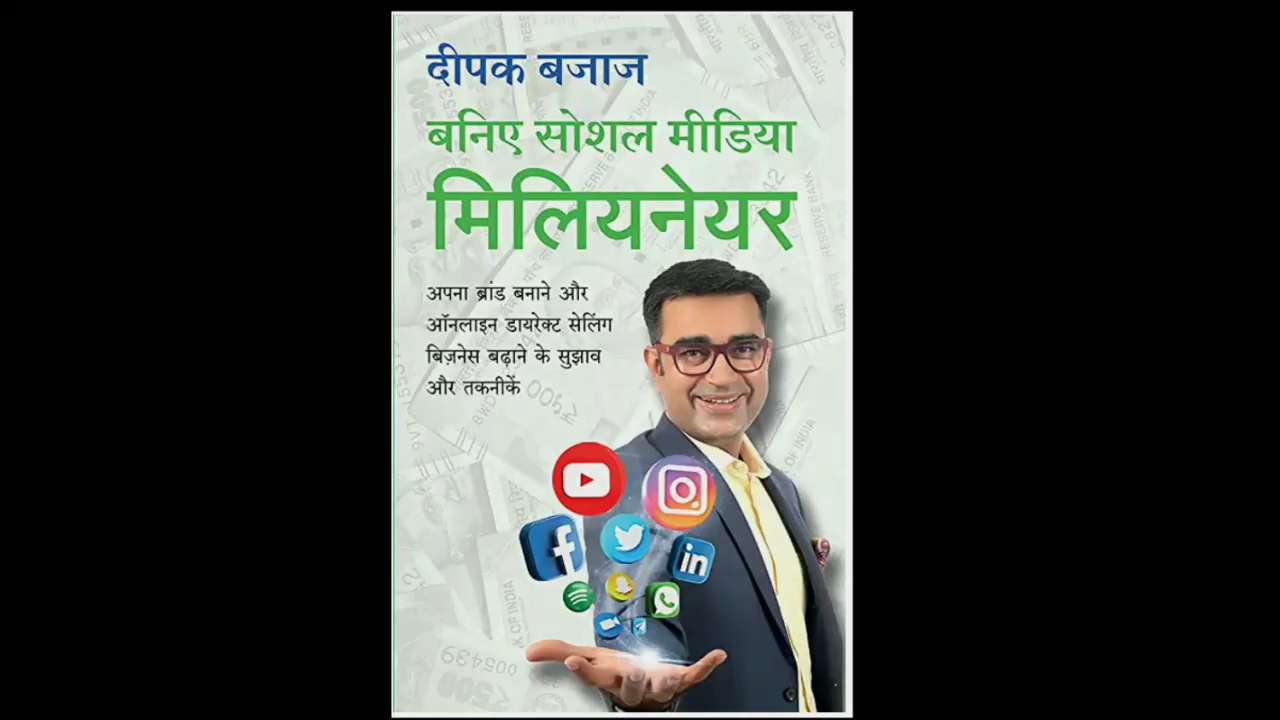 दीपक बजाज
बनिए सोशल मीडिया
मिलियनेयर
अपना ब्रांड बनाने और
ऑनलाइन डायरेक्ट सेलिंग
बिज़नेस बढ़ाने के सुझाव
और तकनीकें